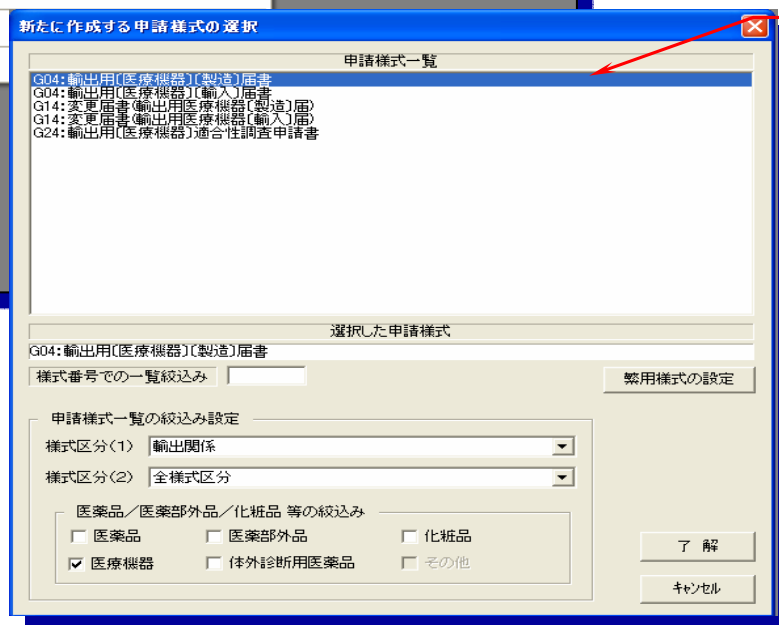 新たに作成する申請様式の選択
申請様式一覧
G04:輸出用〔医療機器〕〔製造〕届書
G04:輸出用〔医療機器〕〔輸入〕届書
G14:変更届書(輸出用医療機器〔製造〕届)
G14:変更届書(輸出用医療機器〔輸入〕届)
G24:輸出用〔医療機器〕適合性調査申請書
選択した申請様式
G04:輸出用〔医療機器〕〔製造〕届書
様式番号での一覧絞込み
繁用様式の設定
申請様式一覧の絞込み設定
様式区分(1) 輸出関係
様式区分(2) 全様式区分
医薬品/医薬部外品/化粧品 等の絞込み
医薬品 医薬部外品 化粧品
医療機器 体外診断用医薬品 その他
了 解
キャンセル